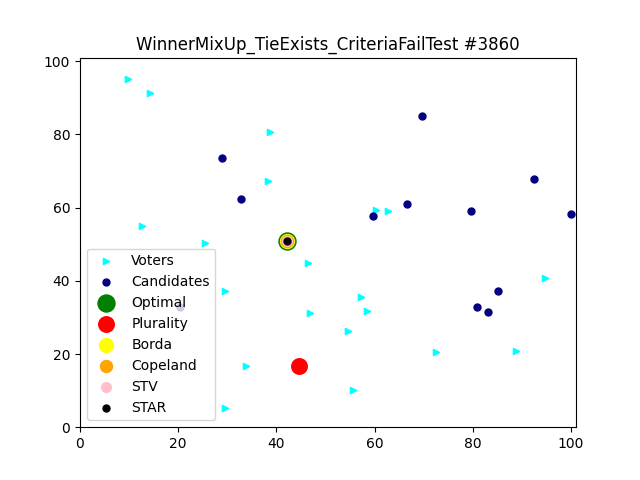 WinnerMixUp_TieExists_CriteriaFailTest #3860
100
80
60
40
20
0
Voters
Candidates
Optimal
Plurality
Borda
Copeland
STV
STAR
0 20 40 60 80 100